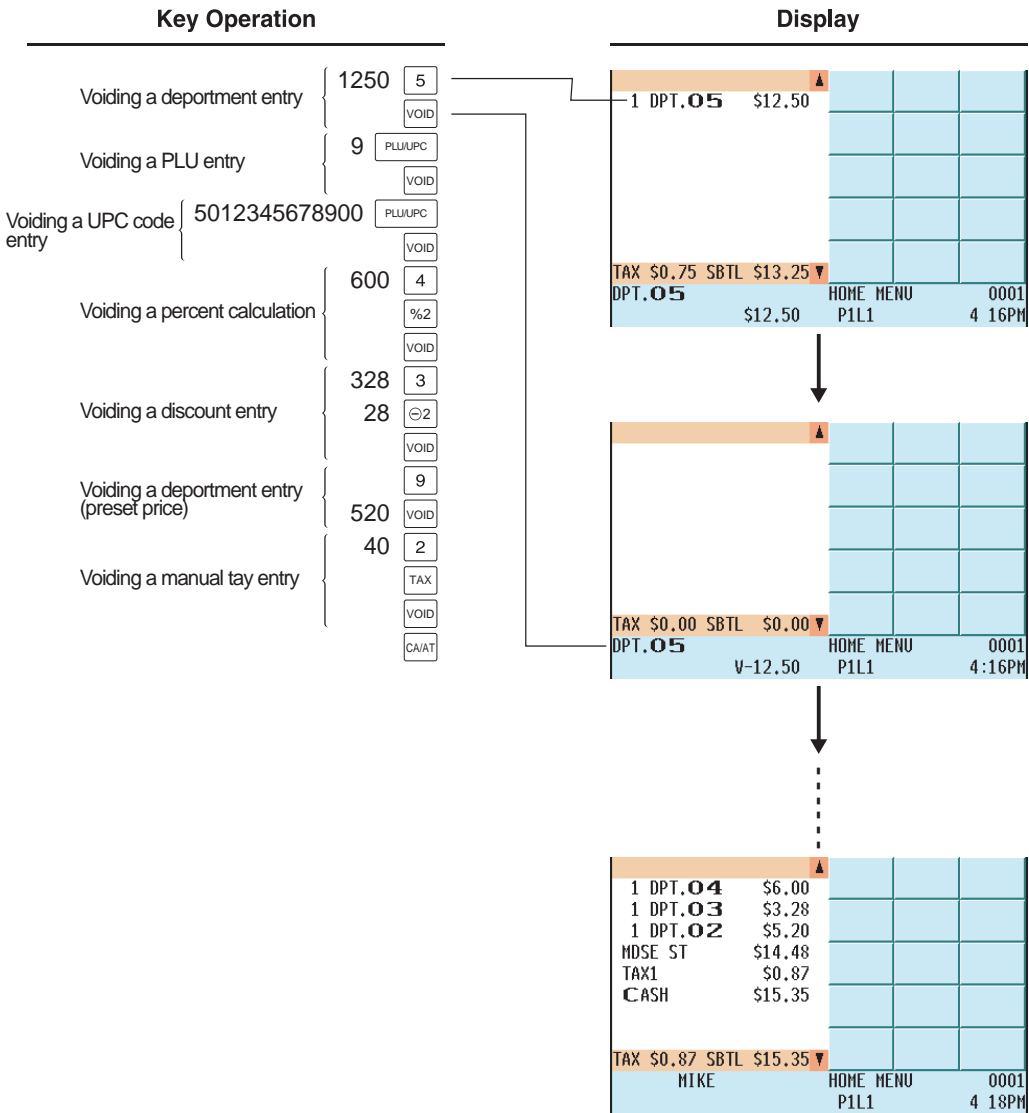 Key Operation
Display
Voiding a deportment entry
1250 5
VOID
Voiding a PLU entry
9 PLU/UPC
VOID
Voiding a UPC code
entry
5012345678900 PLU/UPC
VOID
Voiding a percent calculation
600 4
%2
VOID
Voiding a discount entry
328 3
28 ⊖2
VOID
Voiding a deportment entry
(preset price)
9
520 VOID
Voiding a manual tay entry
40 2
TAX
VOID
CA/AT
1 DPT.05 $12.50
TAX $0.75 SBTL $13.25
DPT.05 HOME MENU 0001
$12.50 P1L1 4 16PM
TAX $0.00 SBTL $0.00
DPT.05 HOME MENU 0001
V-12.50 P1L1 4:16PM
1 DPT.04 $6.00
1 DPT.03 $3.28
1 DPT.02 $5.20
MDSE ST $14.48
TAX1 $0.87
CASH $15.35
TAX $0.87 SBTL $15.35
MIKE HOME MENU 0001
P1L1 4 18PM